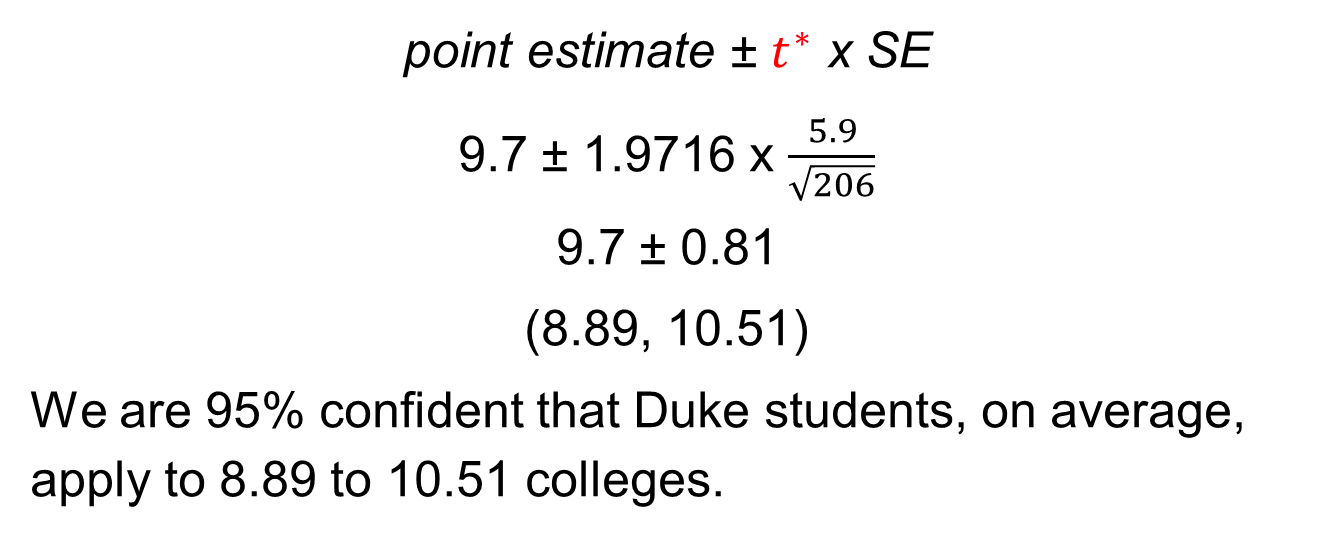 point estimate ± t* x SE
9.7 ± 1.9716 x 5.9/√206
9.7 ± 0.81
(8.89, 10.51)
We are 95% confident that Duke students, on average,
apply to 8.89 to 10.51 colleges.